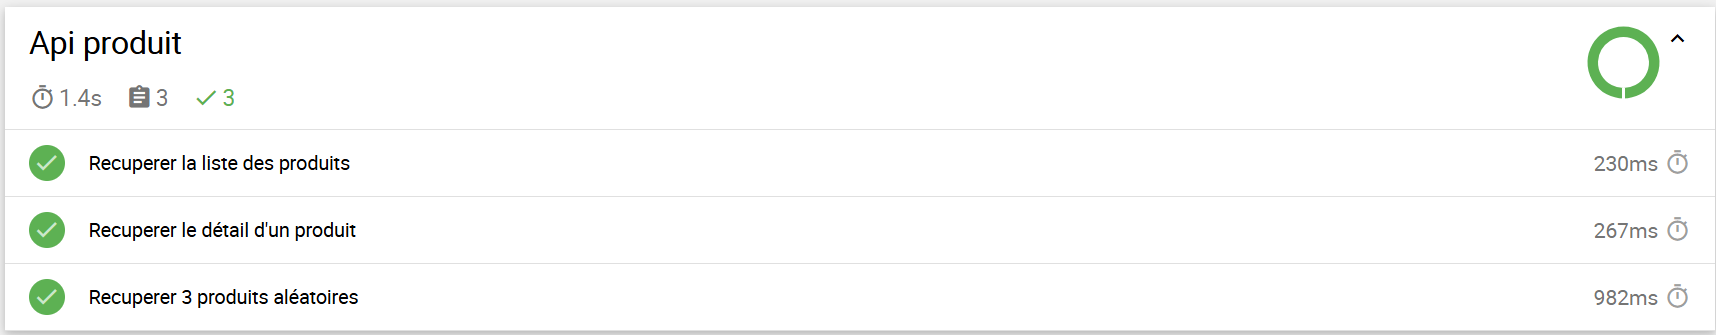 Api produit
1.4s 3 3
Recuperer la liste des produits 230ms
Recuperer le détail d'un produit 267ms
Recuperer 3 produits aléatoires 982ms